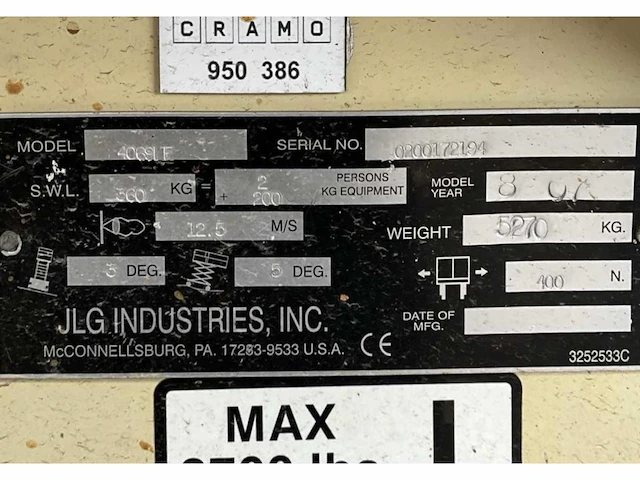 CRAMO
950 386
MODEL 4069LE SERIAL NO. 0200172194
S.W.L. 360 KG = 2 PERSONS
+ 200 KG EQUIPMENT
MODEL YEAR 8 07
12.5 M/S
WEIGHT 5270 KG.
3 DEG. 5 DEG.
400 N.
JLG INDUSTRIES, INC.
DATE OF MFG.
McCONNELLSBURG, PA. 17233-9533 U.S.A. CE
3252533C
MAX